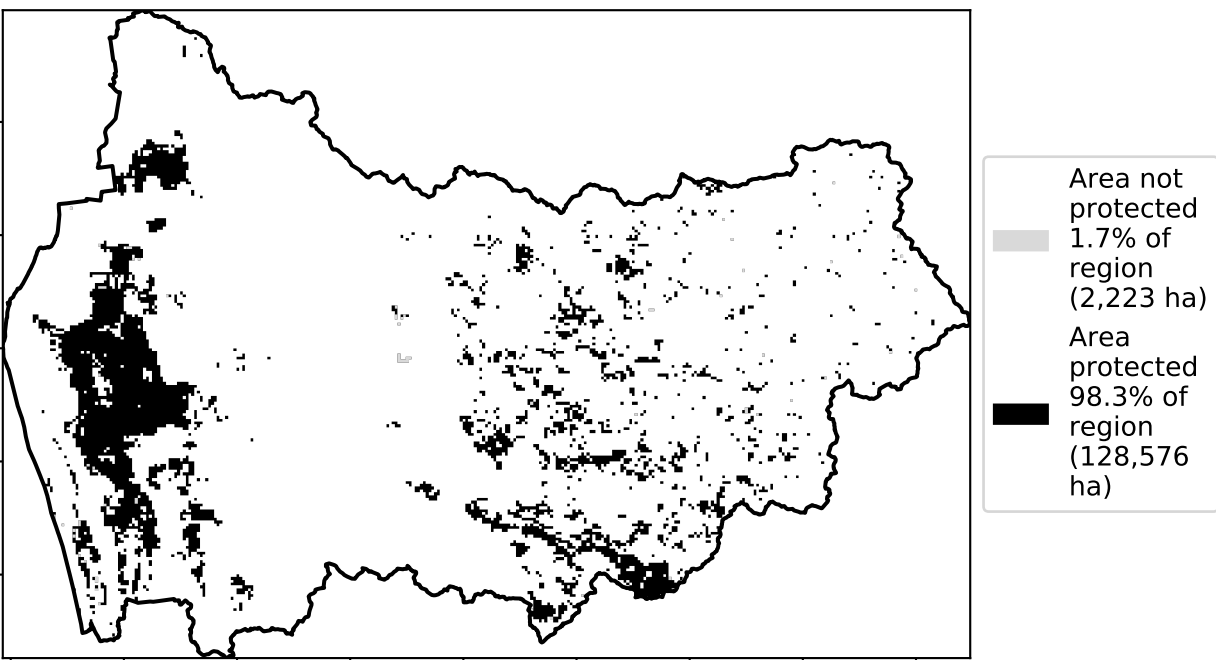 Area not
protected
1.7% of
region
(2,223 ha)
Area
protected
98.3% of
region
(128,576
ha)